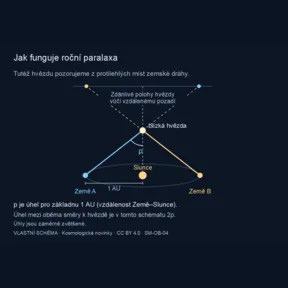 Jak funguje roční paralaxa
Tutéž hvězdu pozorujeme z protilehlých míst zemské dráhy.
Zdánlivé polohy hvězdy
vůči vzdálenému pozadí
Blízká hvězda
p
Slunce
1 AU
Země A
Země B
p je úhel pro základnu 1 AU (vzdálenost Země–Slunce).
Úhel mezi oběma směry k hvězdě je v tomto schématu 2p.
Úhly jsou záměrně zvětšené.
VLASTNÍ SCHÉMA · Kosmologické novinky · CC BY 4.0 · SM-OB-04